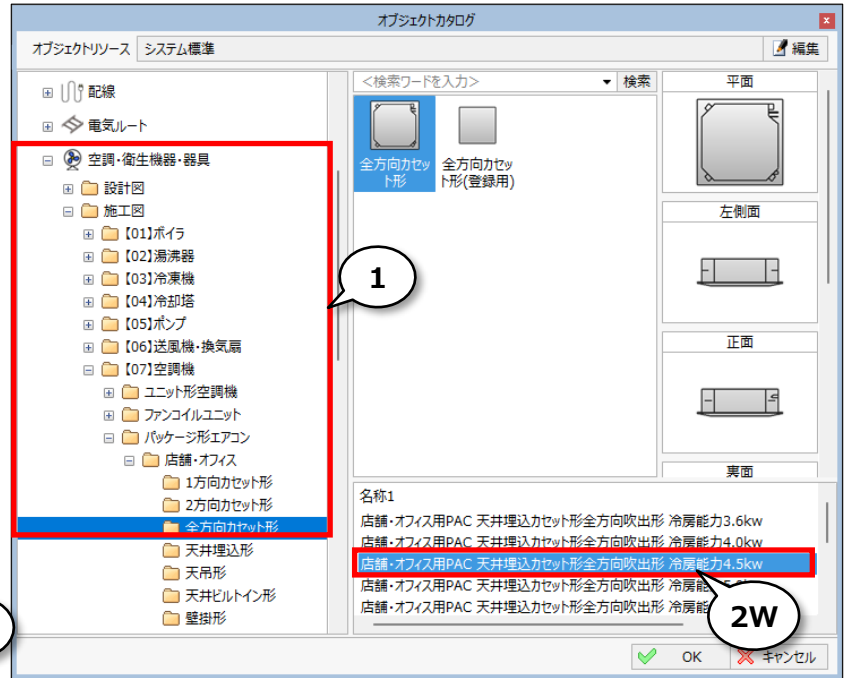 オブジェクトカタログ
オブジェクトリソース システム標準 編集
配線
電気ルート
空調・衛生機器・器具
設計図
施工図
【01】ボイラ
【02】湯沸器
【03】冷凍機
【04】冷却塔
【05】ポンプ
【06】送風機・換気扇
【07】空調機
ユニット形空調機
ファンコイルユニット
パッケージ形エアコン
店舗・オフィス
1方向カセット形
2方向カセット形
全方向カセット形
天井埋込形
天吊形
天井ビルトイン形
壁掛形
1
<検索ワードを入力> 検索
全方向カセッ
ト形
全方向カセッ
ト形(登録用)
平面
左側面
正面
裏面
名称1
店舗・オフィス用PAC 天井埋込カセット形全方向吹出形 冷房能力3.6kw
店舗・オフィス用PAC 天井埋込カセット形全方向吹出形 冷房能力4.0kw
店舗・オフィス用PAC 天井埋込カセット形全方向吹出形 冷房能力4.5kw
店舗・オフィス用PAC 天井埋込カセット形全方向吹出形 冷房能
店舗・オフィス用PAC 天井埋込カセット形全方向吹出形 冷房能
2W
OK キャンセル